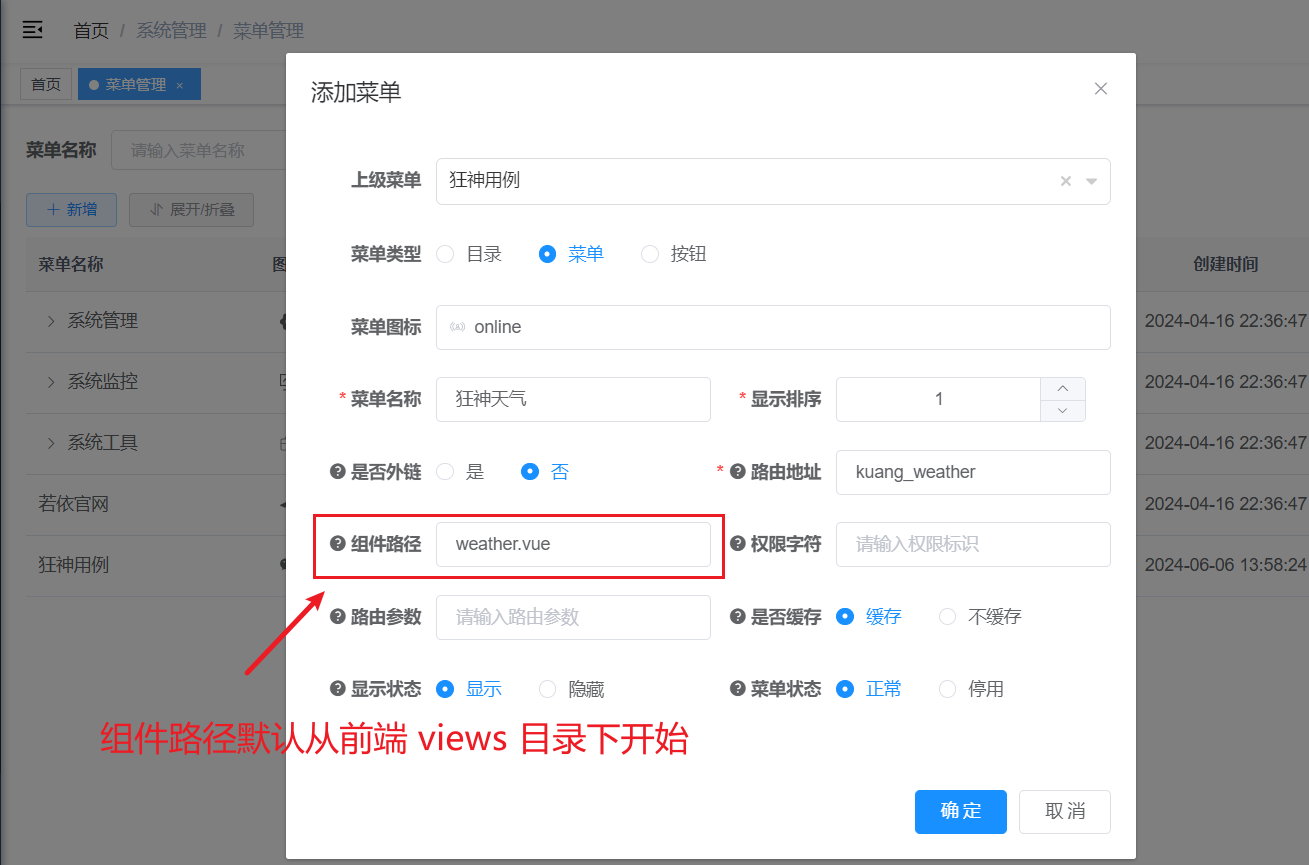 首页 / 系统管理 / 菜单管理
首页 菜单管理 ×
添加菜单
菜单名称 请输入菜单名称
上级菜单 狂神用例
+ 新增 展开/折叠
菜单类型 目录 菜单 按钮
菜单名称 创建时间
菜单图标 online
系统管理 2024-04-16 22:36:47
系统监控 2024-04-16 22:36:47
* 菜单名称 狂神天气 * 显示排序 1
系统工具 2024-04-16 22:36:47
是否外链 是 否 * 路由地址 kuang_weather
若依官网 2024-04-16 22:36:47
组件路径 weather.vue 权限字符 请输入权限标识
狂神用例 2024-06-06 13:58:24
路由参数 请输入路由参数 是否缓存 缓存 不缓存
显示状态 显示 隐藏 菜单状态 正常 停用
组件路径默认从前端 views 目录下开始
确 定 取 消